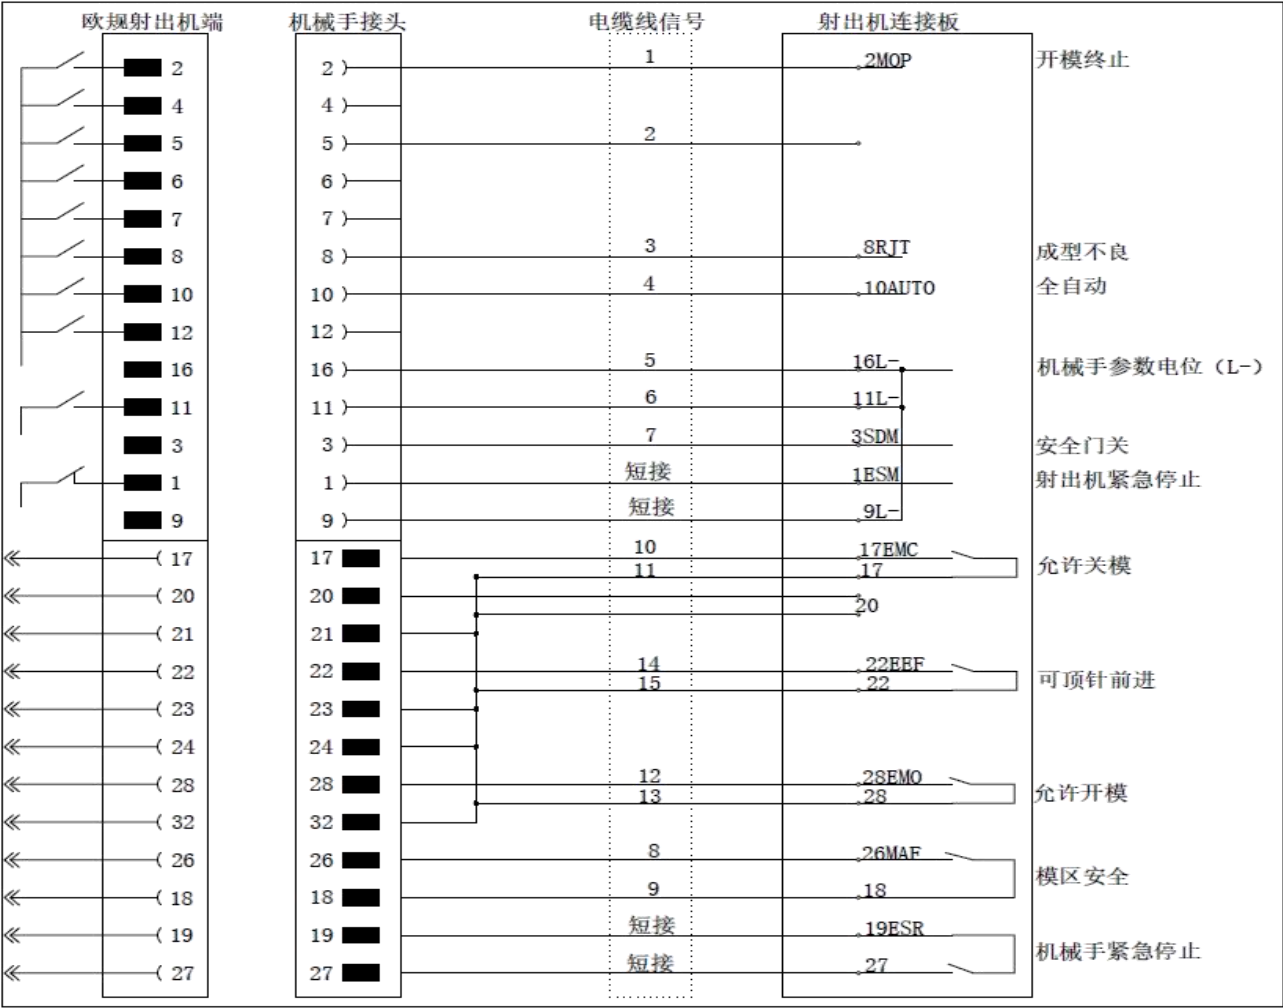 欧规射出机端 机械手接头 电缆线信号 射出机连接板
2 2 1 2MOP 开模终止
4 4
5 5 2
6 6
7 7
8 8 3 8RJT 成型不良
10 10 4 10AUTO 全自动
12 12
16 16 5 16L- 机械手参数电位（L-）
11 11 6 11L-
3 3 7 3SDM 安全门关
1 1 短接 1ESM 射出机紧急停止
9 9 短接 9L-
17 17 10 17EMC 允许关模
11 17
20 20 20
21 21
22 22 14 22EEF 可顶针前进
15 22
23 23
24 24
28 28 12 28EMO 允许开模
13 28
32 32
26 26 8 26MAF 模区安全
18 18 9 18
19 19 短接 19ESR 机械手紧急停止
27 27 短接 27